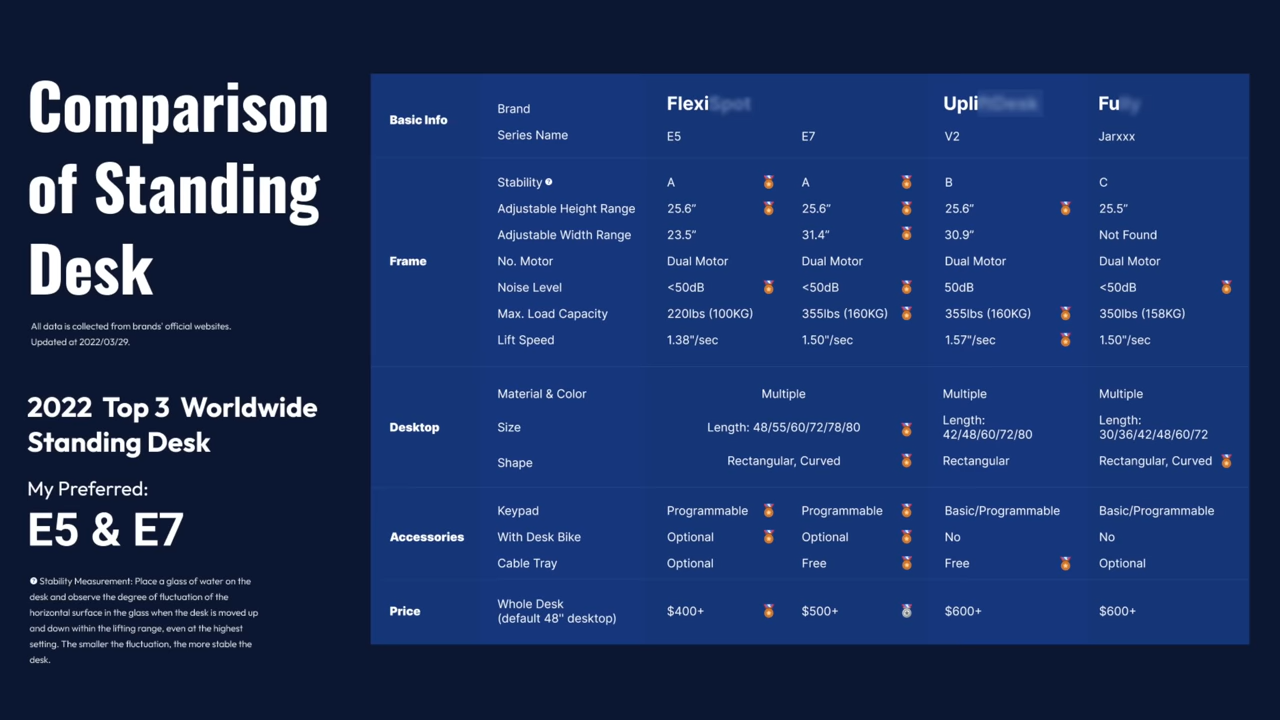 Comparison
of Standing
Desk
All data is collected from brands' official websites.
Updated at 2022/03/29.
2022 Top 3 Worldwide
Standing Desk
My Preferred:
E5 & E7
? Stability Measurement: Place a glass of water on the
desk and observe the degree of fluctuation of the
horizontal surface in the glass when the desk is moved up
and down within the lifting range, even at the highest
setting. The smaller the fluctuation, the more stable the
desk.
Basic Info
Brand Flexi Upli Fu
Series Name E5 E7 V2 Jarxxx
Frame
Stability ? A A B C
Adjustable Height Range 25.6” 25.6” 25.6” 25.5”
Adjustable Width Range 23.5” 31.4” 30.9” Not Found
No. Motor Dual Motor Dual Motor Dual Motor Dual Motor
Noise Level <50dB <50dB 50dB <50dB
Max. Load Capacity 220lbs (100KG) 355lbs (160KG) 355lbs (160KG) 350lbs (158KG)
Lift Speed 1.38"/sec 1.50"/sec 1.57"/sec 1.50"/sec
Desktop
Material & Color Multiple Multiple Multiple
Size Length: 48/55/60/72/78/80
Length:
42/48/60/72/80
Length:
30/36/42/48/60/72
Shape Rectangular, Curved Rectangular Rectangular, Curved
Accessories
Keypad Programmable Programmable Basic/Programmable Basic/Programmable
With Desk Bike Optional Optional No No
Cable Tray Optional Free Free Optional
Price
Whole Desk
(default 48" desktop)
$400+ $500+ $600+ $600+